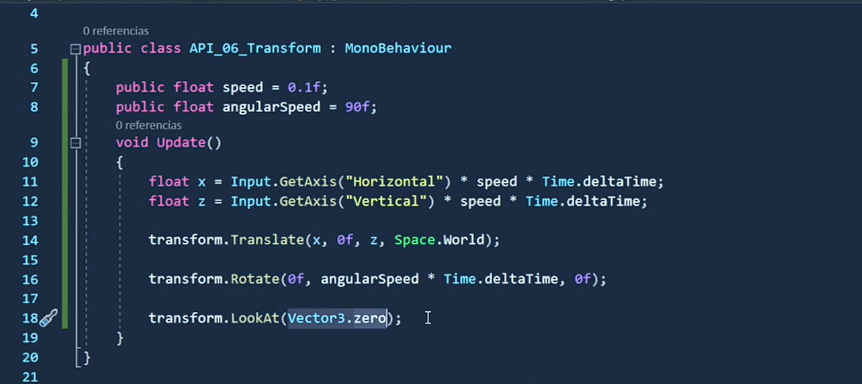 4
0 referencias
5 public class API_06_Transform : MonoBehaviour
6 {
7 public float speed = 0.1f;
8 public float angularSpeed = 90f;
0 referencias
9 void Update()
10 {
11 float x = Input.GetAxis("Horizontal") * speed * Time.deltaTime;
12 float z = Input.GetAxis("Vertical") * speed * Time.deltaTime;
13
14 transform.Translate(x, 0f, z, Space.World);
15
16 transform.Rotate(0f, angularSpeed * Time.deltaTime, 0f);
17
18 transform.LookAt(Vector3.zero);
19 }
20 }
21